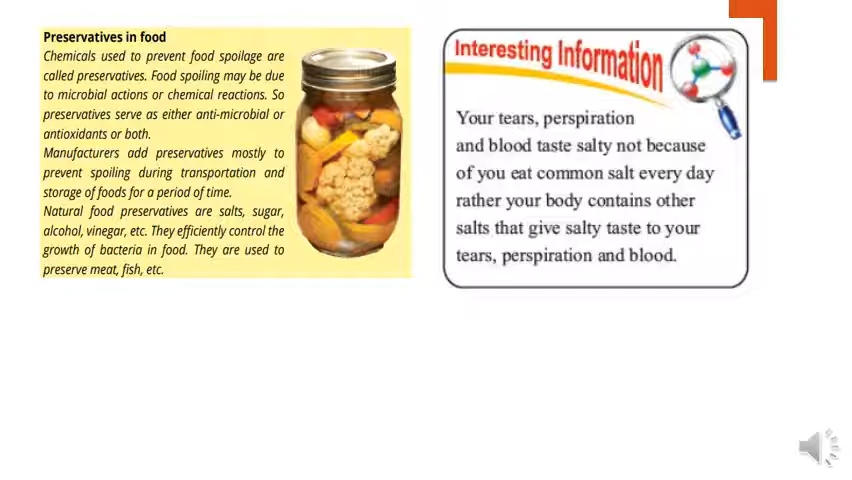 Preservatives in food
Chemicals used to prevent food spoilage are
called preservatives. Food spoiling may be due
to microbial actions or chemical reactions. So
preservatives serve as either anti-microbial or
antioxidants or both.
Manufacturers add preservatives mostly to
prevent spoiling during transportation and
storage of foods for a period of time.
Natural food preservatives are salts, sugar,
alcohol, vinegar, etc. They efficiently control the
growth of bacteria in food. They are used to
preserve meat, fish, etc.
Interesting Information
Your tears, perspiration
and blood taste salty not because
of you eat common salt every day
rather your body contains other
salts that give salty taste to your
tears, perspiration and blood.